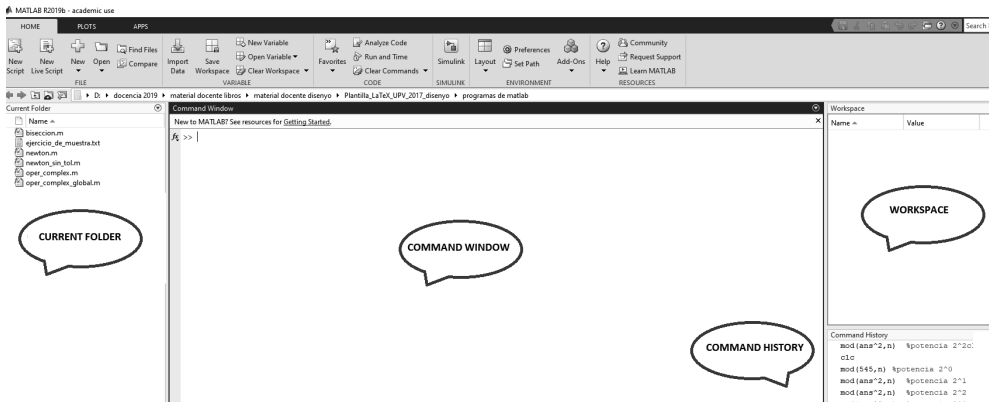 MATLAB R2019b - academic use
HOME PLOTS APPS
Search
New Script
New Live Script
New
Open
Find Files
Compare
Import Data
Save Workspace
New Variable
Open Variable
Clear Workspace
Favorites
Analyze Code
Run and Time
Clear Commands
Simulink
Layout
Preferences
Set Path
Add-Ons
Help
Community
Request Support
Learn MATLAB
FILE VARIABLE CODE SIMULINK ENVIRONMENT RESOURCES
D: docencia 2019 material docente libros material docente disenyo Plantilla_LaTeX_UPV_2017_disenyo programas de matlab
Current Folder
Name
biseccion.m
ejercicio_de_muestra.txt
newton.m
newton_sin_tol.m
oper_complex.m
oper_complex_global.m
CURRENT FOLDER
Command Window
New to MATLAB? See resources for Getting Started.
fx >>
COMMAND WINDOW
COMMAND HISTORY
Workspace
Name Value
WORKSPACE
Command History
mod(ans^2,n) %potencia 2^2c
clc
mod(545,n) %potencia 2^0
mod(ans^2,n) %potencia 2^1
mod(ans^2,n) %potencia 2^2